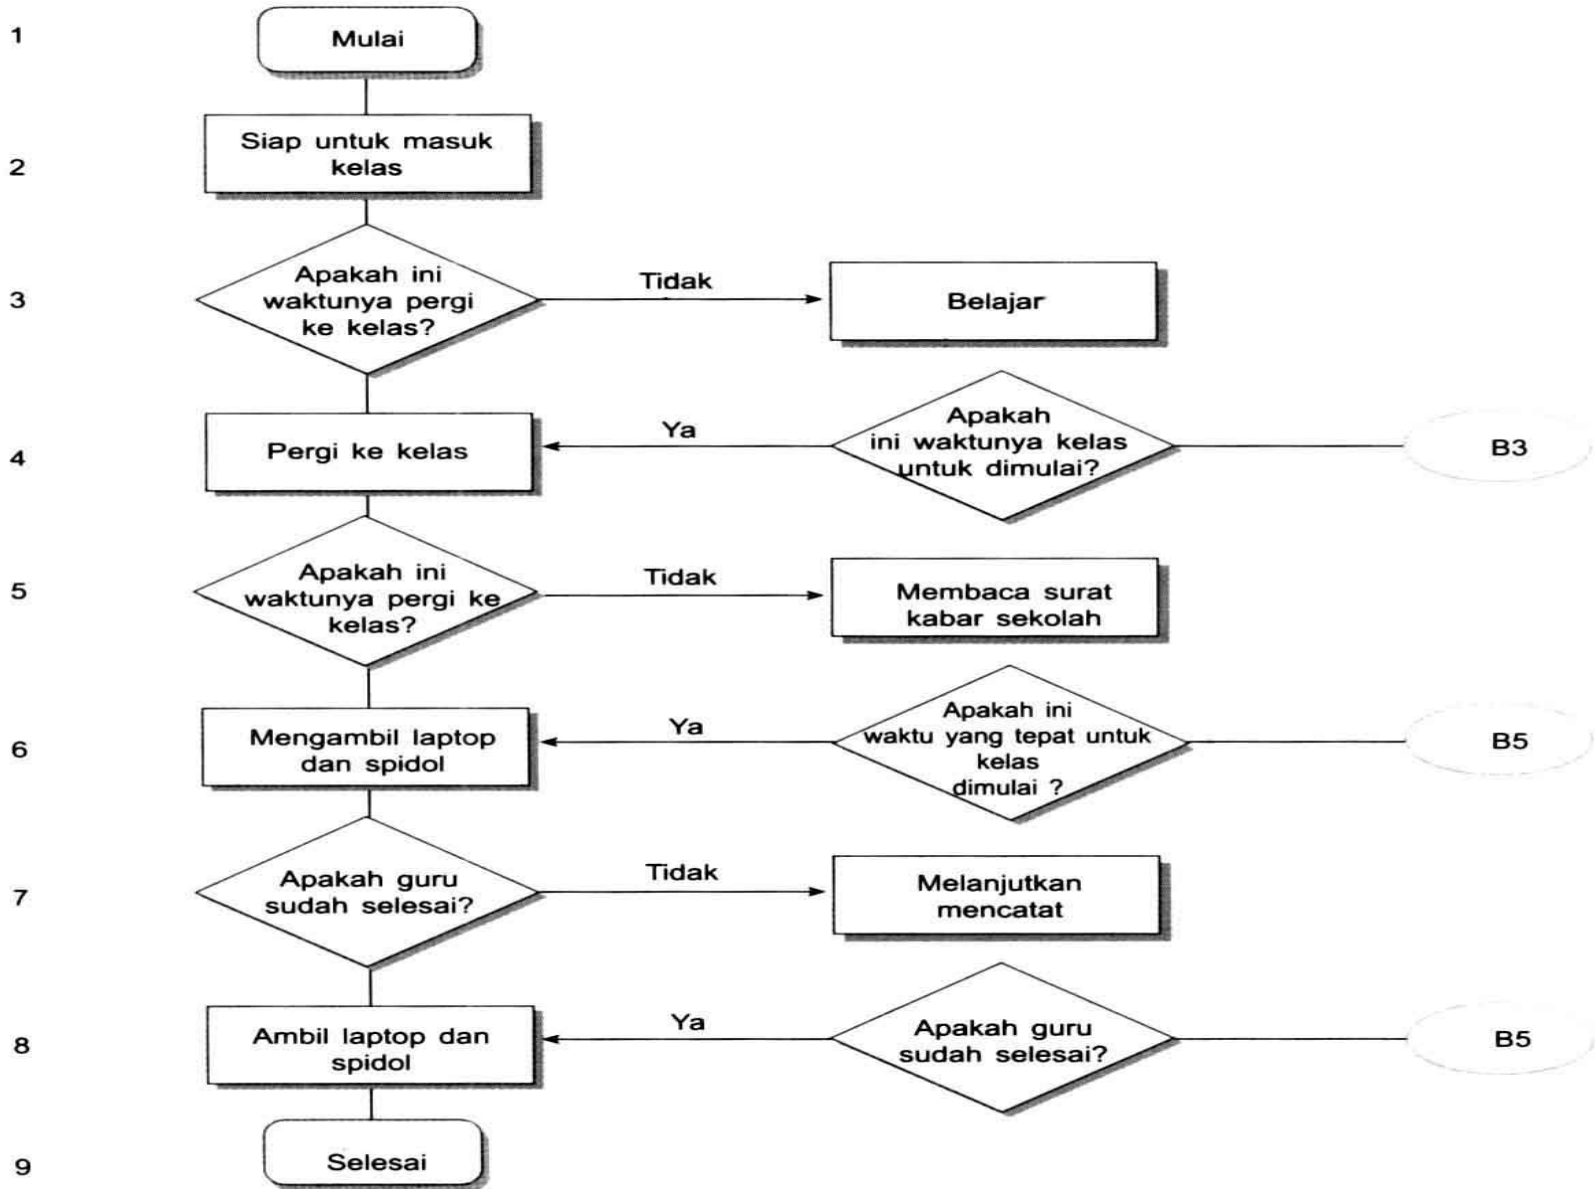 1
Mulai
2
Siap untuk masuk
kelas
3
Apakah ini
waktunya pergi
ke kelas?
Tidak
Belajar
4
Pergi ke kelas
Ya
Apakah
ini waktunya kelas
untuk dimulai?
B3
5
Apakah ini
waktunya pergi ke
kelas?
Tidak
Membaca surat
kabar sekolah
6
Mengambil laptop
dan spidol
Ya
Apakah ini
waktu yang tepat untuk
kelas
dimulai ?
B5
7
Apakah guru
sudah selesai?
Tidak
Melanjutkan
mencatat
8
Ambil laptop dan
spidol
Ya
Apakah guru
sudah selesai?
B5
9
Selesai